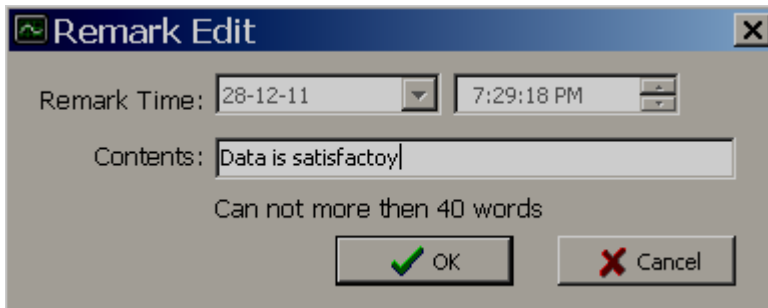 Remark Edit
Remark Time: 28-12-11 7:29:18 PM
Contents: Data is satisfactoy
Can not more then 40 words
OK Cancel